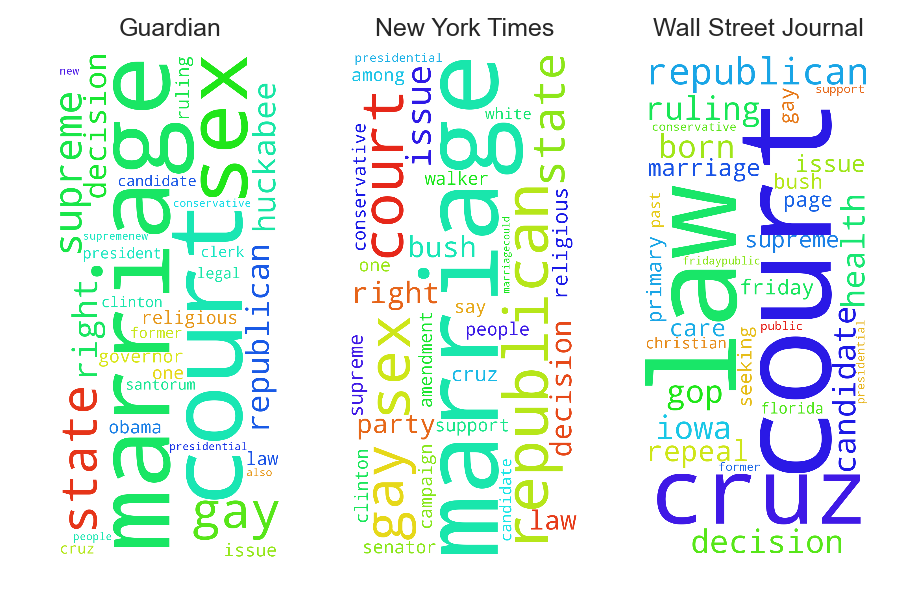 Guardian
new
supreme
decision
marriage
ruling
sex
huckabee
candidate
conservative
court
supremenew
president
clerk
legal
right
clinton
religious
former
governor
one
santorum
republican
state
obama
presidential
law
also
gay
people
cruz
issue
New York Times
presidential
among
issue
court
conservative
marriage
white
state
walker
religious
bush
one
marriagecould
republican
right
say
people
supreme
sex
amendment
cruz
decision
party
support
clinton
gay
campaign
candidate
law
senator
Wall Street Journal
republican
support
gay
ruling
conservative
court
born
issue
marriage
bush
page
law
past
health
supreme
primary
fridaypublic
friday
care
public
christian
seeking
candidate
presidential
gop
florida
iowa
repeal
former
cruz
decision